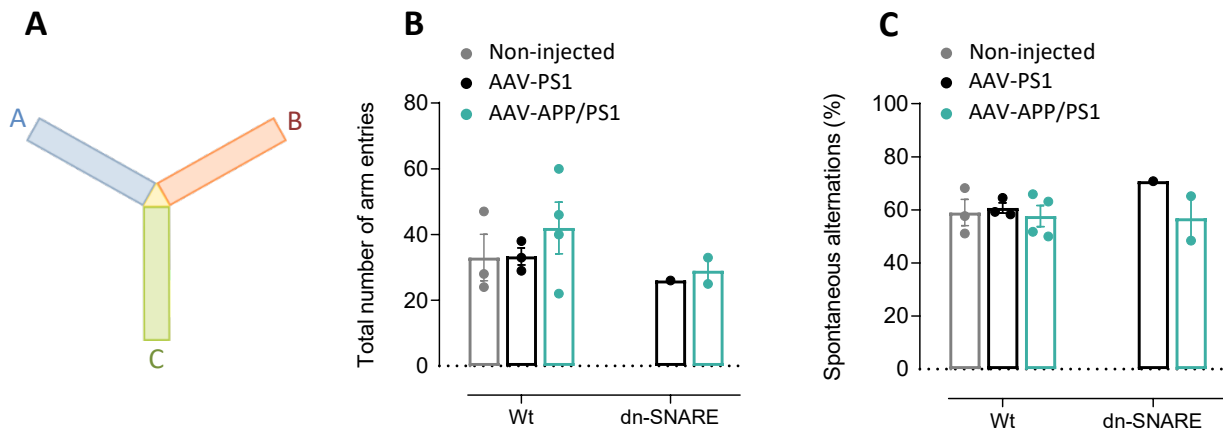 A
A
B
C
B
Non-injected
AAV-PS1
AAV-APP/PS1
Total number of arm entries
80
60
40
20
0
Wt
dn-SNARE
C
Non-injected
AAV-PS1
AAV-APP/PS1
Spontaneous alternations (%)
100
80
60
40
20
0
Wt
dn-SNARE